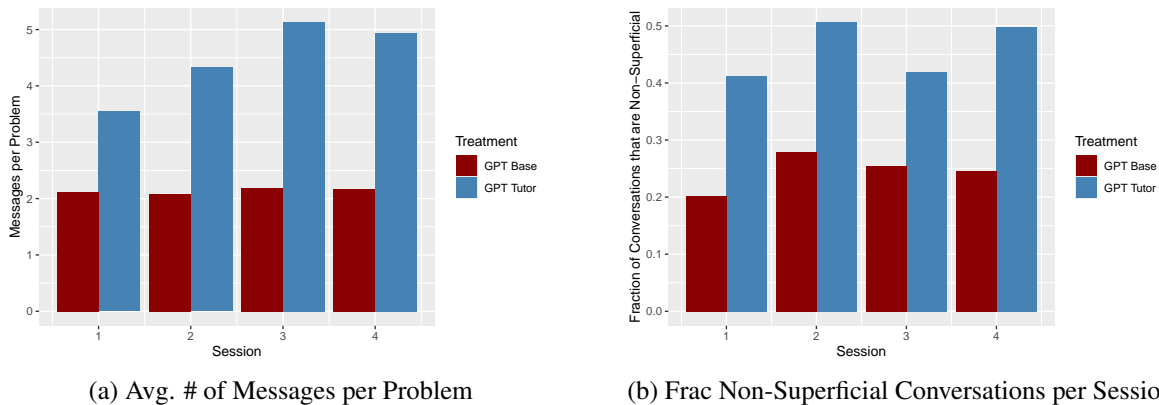 5
4
3
2
1
0
Messages per Problem
1 2 3 4
Session
Treatment
GPT Base
GPT Tutor
(a) Avg. # of Messages per Problem
0.5
0.4
0.3
0.2
0.1
0.0
Fraction of Conversations that are Non−Superficial
1 2 3 4
Session
Treatment
GPT Base
GPT Tutor
(b) Frac Non-Superficial Conversations per Sessio